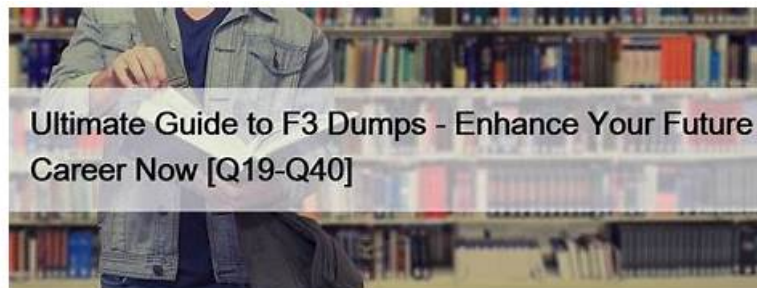 Ultimate Guide to F3 Dumps - Enhance Your Future
Career Now [Q19-Q40]